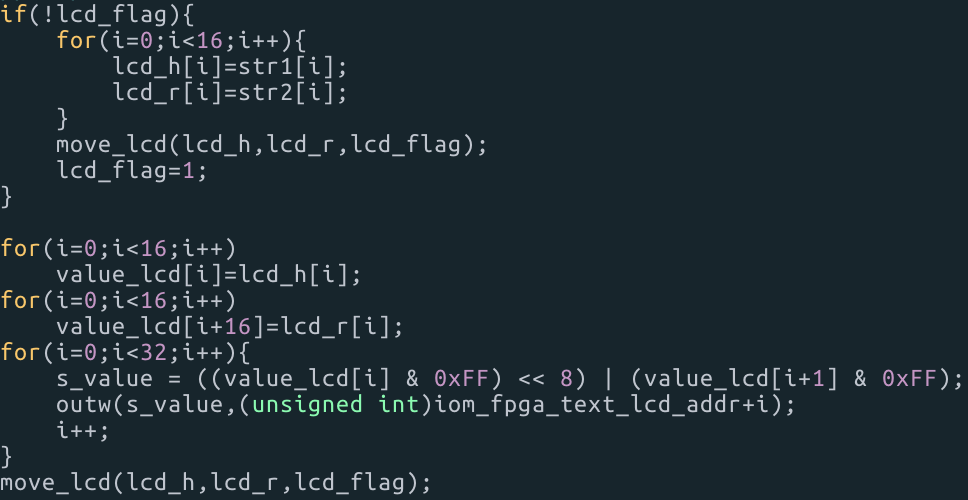 if(!lcd_flag){
    for(i=0;i<16;i++){
        lcd_h[i]=str1[i];
        lcd_r[i]=str2[i];
    }
    move_lcd(lcd_h,lcd_r,lcd_flag);
    lcd_flag=1;
}

for(i=0;i<16;i++)
    value_lcd[i]=lcd_h[i];
for(i=0;i<16;i++)
    value_lcd[i+16]=lcd_r[i];
for(i=0;i<32;i++){
    s_value = ((value_lcd[i] & 0xFF) << 8) | (value_lcd[i+1] & 0xFF);
    outw(s_value,(unsigned int)iom_fpga_text_lcd_addr+i);
    i++;
}
move_lcd(lcd_h,lcd_r,lcd_flag);